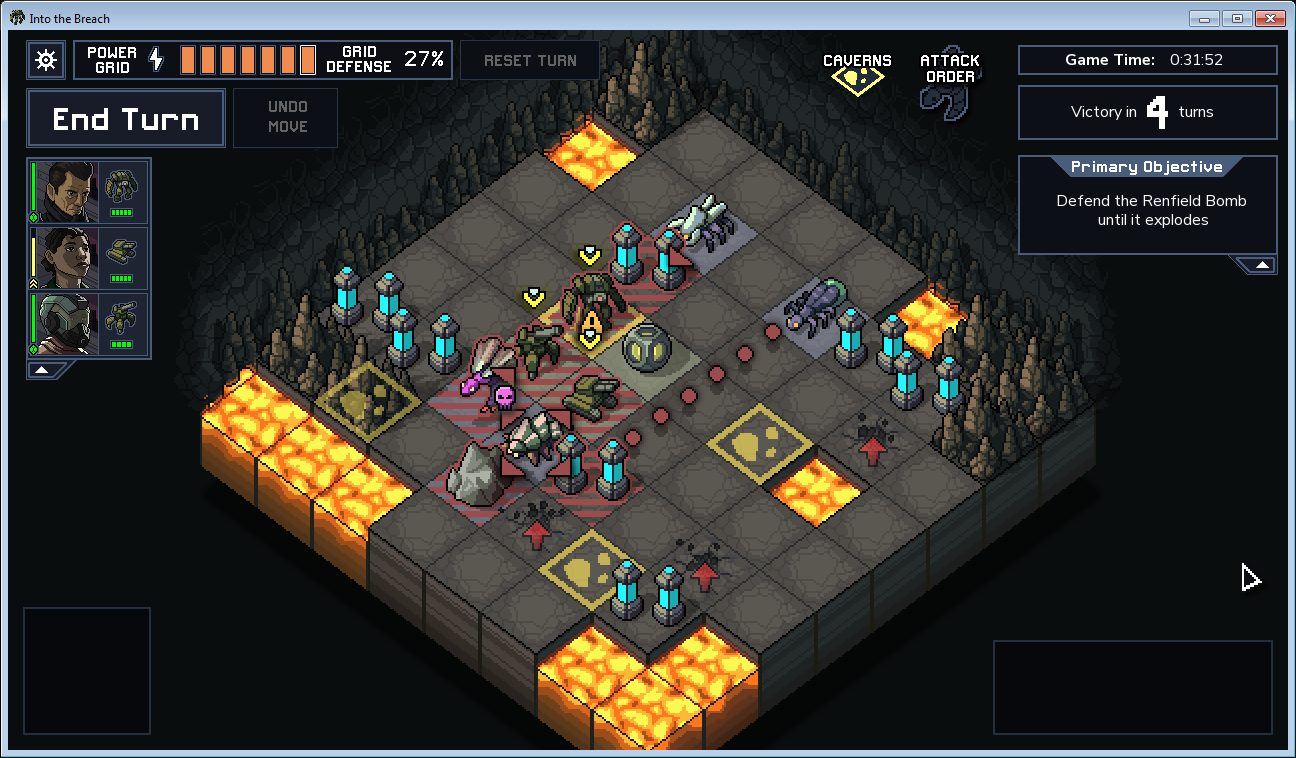 Into the Breach
POWER
GRID
GRID
DEFENSE
27%
RESET TURN
End Turn
UNDO
MOVE
CAVERNS
ATTACK
ORDER
Game Time: 0:31:52
Victory in 4 turns
Primary Objective
Defend the Renfield Bomb
until it explodes